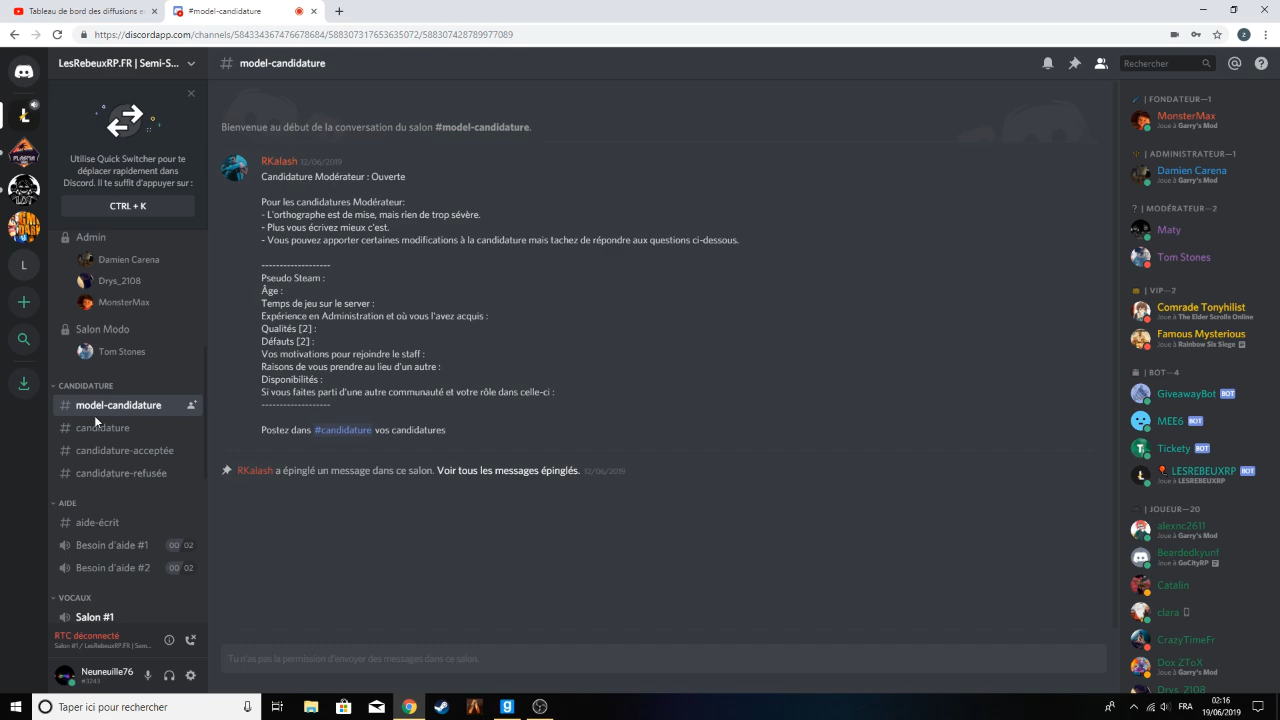 Tableau de bord des diffusions e
#model-candidature
https://discordapp.com/channels/584334367476678684/588307317653635072/588307428789977089
LesRebeuxRP.FR | Semi-S...
Utilise Quick Switcher pour te
déplacer rapidement dans
Discord. Il te suffit d'appuyer sur :
CTRL + K
Admin
Damien Carena
Drys_2108
MonsterMax
Salon Modo
Tom Stones
CANDIDATURE
# model-candidature
# candidature
# candidature-acceptée
# candidature-refusée
AIDE
# aide-écrit
Besoin d'aide #1 00 02
Besoin d'aide #2 00 02
VOCAUX
Salon #1
RTC déconnecté
Salon #1 / LesRebeuxRP.FR | Sem...
Neuneuille76
#3243
L
# model-candidature
Rechercher
Bienvenue au début de la conversation du salon #model-candidature.
RKalash 12/06/2019
Candidature Modérateur : Ouverte
Pour les candidatures Modérateur:
- L'orthographe est de mise, mais rien de trop sévère.
- Plus vous écrivez mieux c'est.
- Vous pouvez apporter certaines modifications à la candidature mais tachez de répondre aux questions ci-dessous.
------------------
Pseudo Steam :
Âge :
Temps de jeu sur le server :
Expérience en Administration et où vous l'avez acquis :
Qualités [2] :
Défauts [2] :
Vos motivations pour rejoindre le staff :
Raisons de vous prendre au lieu d'un autre :
Disponibilités :
Si vous faites parti d'une autre communauté et votre rôle dans celle-ci :
------------------
Postez dans #candidature vos candidatures
RKalash a épinglé un message dans ce salon. Voir tous les messages épinglés. 12/06/2019
Tu n'as pas la permission d'envoyer des messages dans ce salon.
| FONDATEUR—1
MonsterMax
Joue à Garry's Mod
| ADMINISTRATEUR—1
Damien Carena
Joue à Garry's Mod
? | MODÉRATEUR—2
Maty
Tom Stones
| VIP—2
Comrade Tonyhilist
Joue à The Elder Scrolls Online
Famous Mysterious
Joue à Rainbow Six Siege
| BOT—4
GiveawayBot BOT
MEE6 BOT
Tickety BOT
LESREBEUXRP BOT
Joue à LESREBEUXRP
| JOUEUR—20
alexnc2611
Joue à Garry's Mod
Beardedkyunf
Joue à GoCityRP
Catalin
clara
CrazyTimeFr
Dox ZToX
Joue à Garry's Mod
Drys_2108
Taper ici pour rechercher
FRA
02:16
19/06/2019